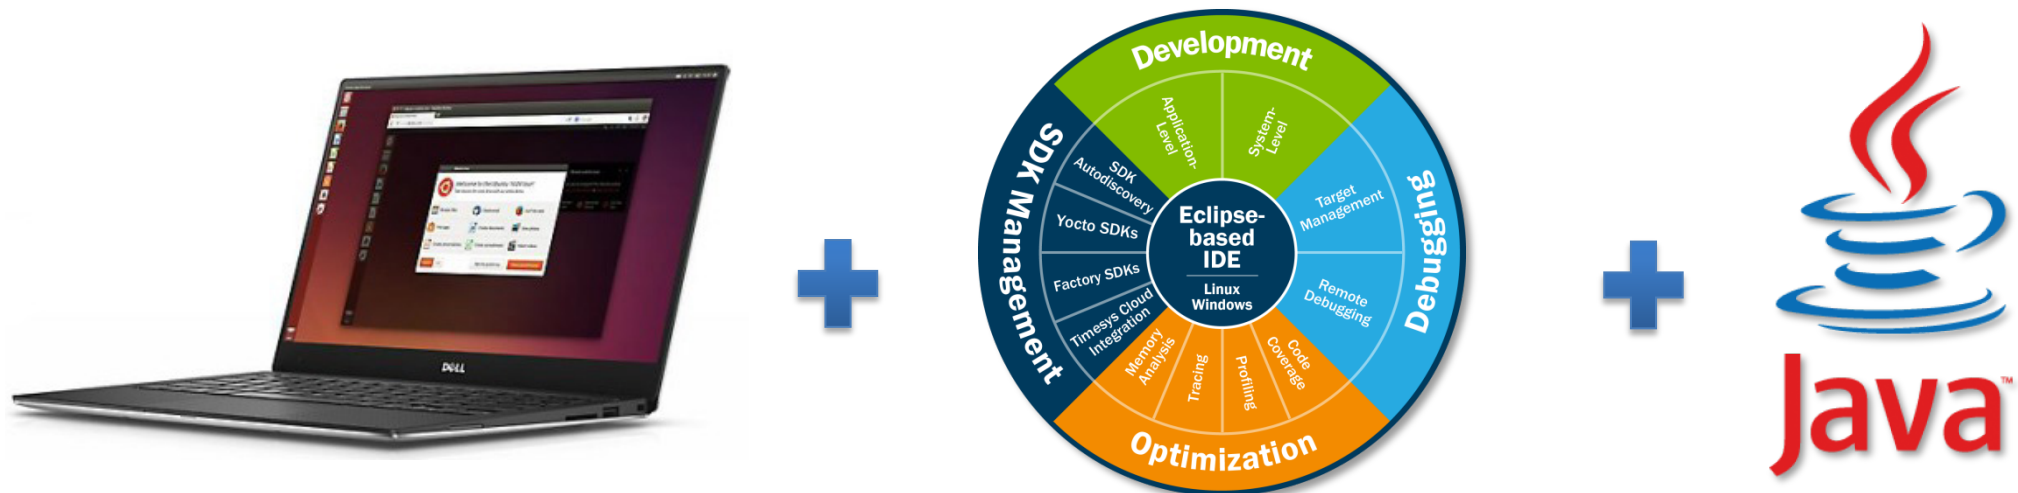 DELL
Development
Application-
Level
System-
Level
SDK Management
SDK
Autodiscovery
Yocto SDKs
Factory SDKs
Timesys Cloud
Integration
Eclipse-
based
IDE
Linux
Windows
Debugging
Target
Management
Remote
Debugging
Memory
Analysis
Tracing
Profiling
Code
Coverage
Optimization
Java™